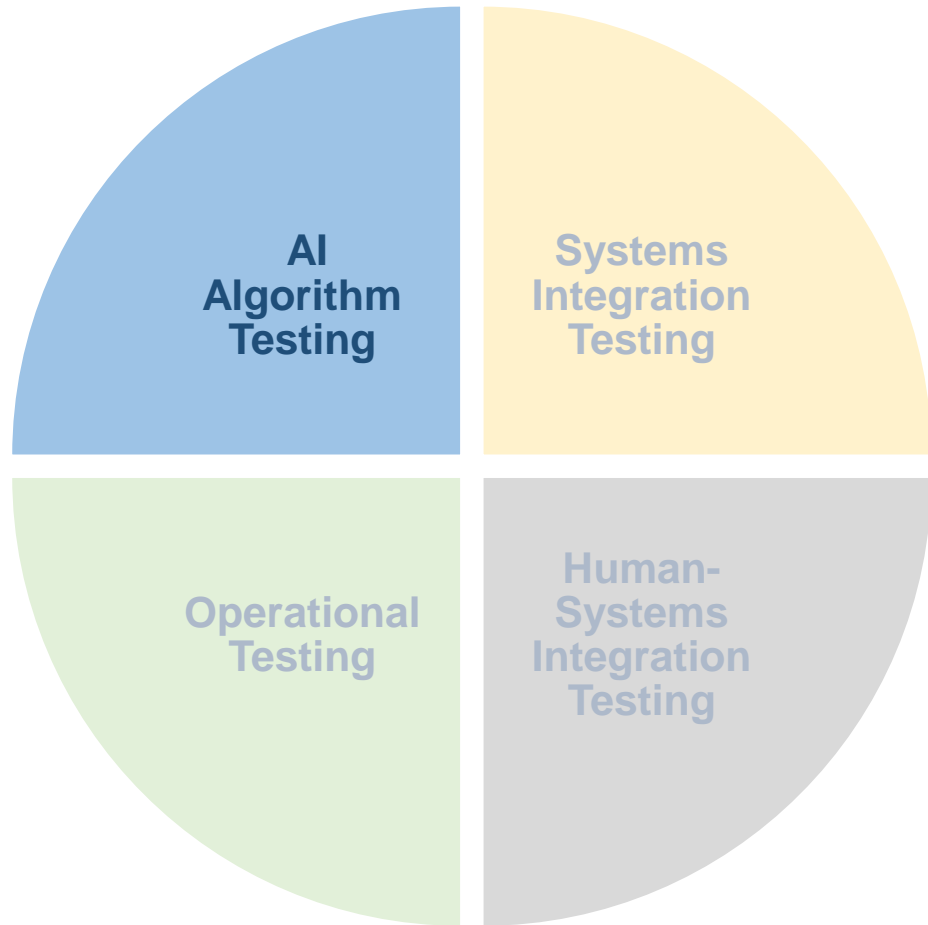 AI
Algorithm
Testing
Systems
Integration
Testing
Operational
Testing
Human-
Systems
Integration
Testing